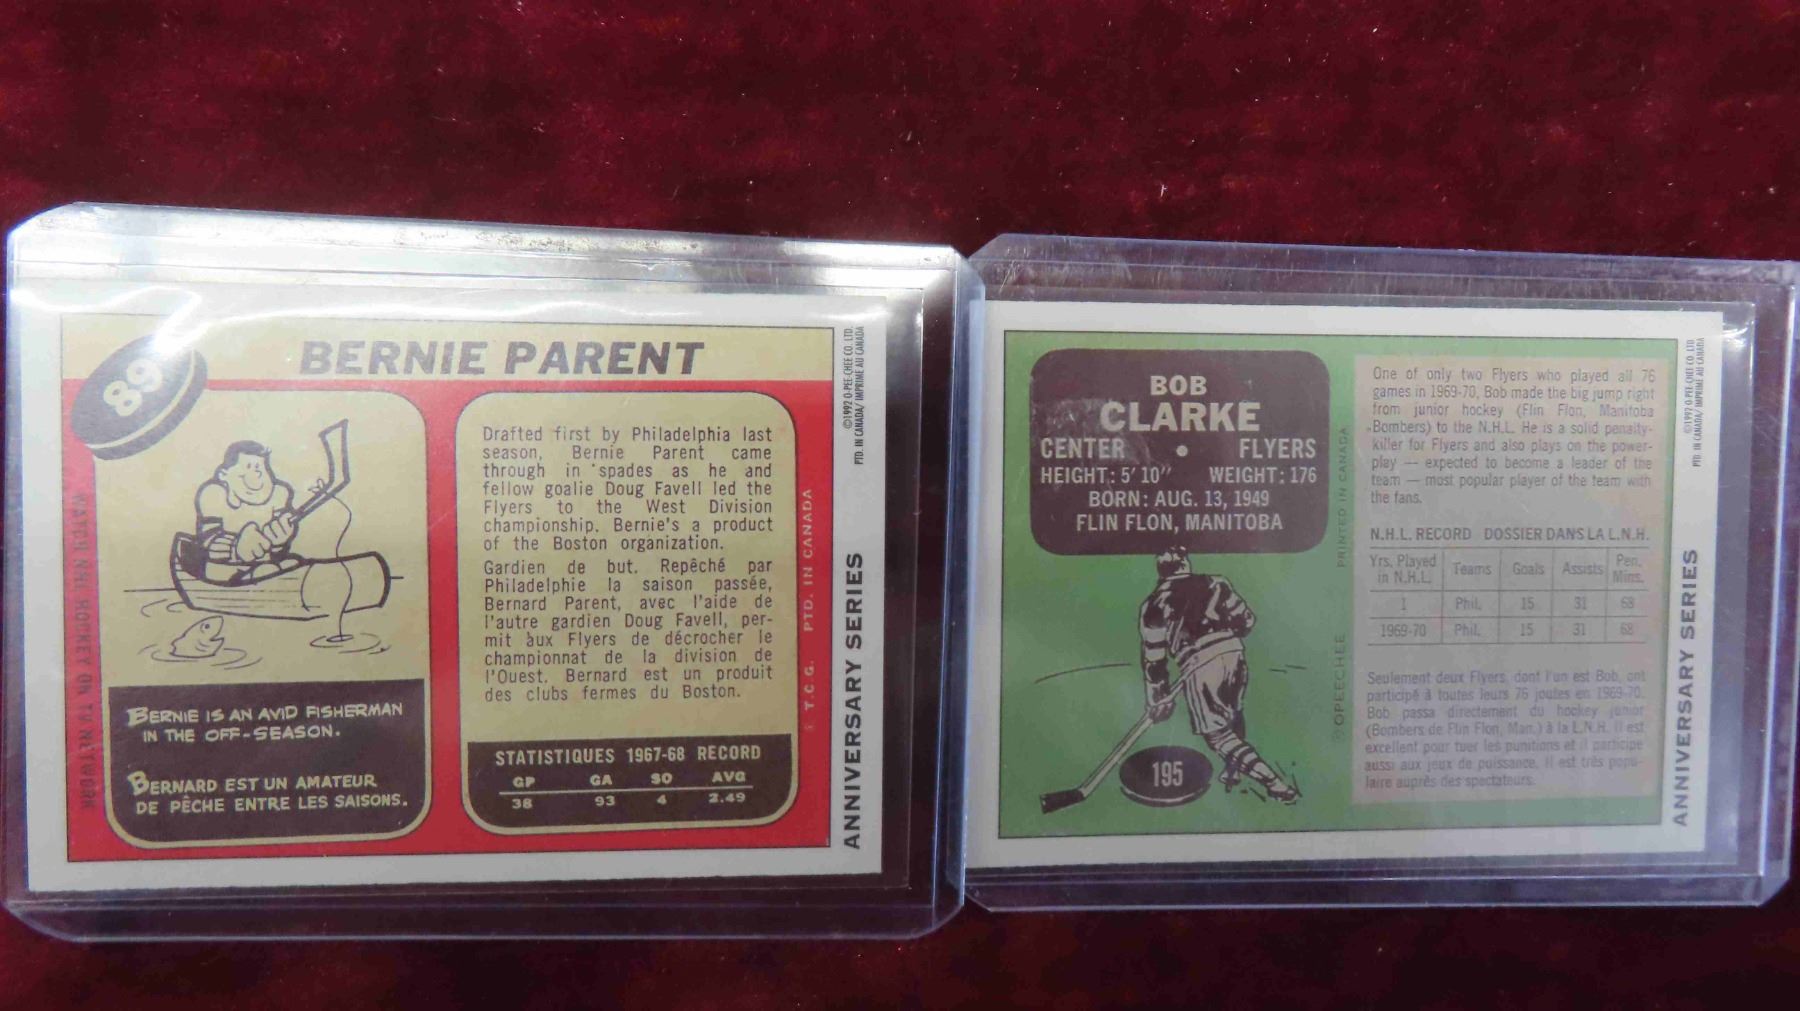 89
BERNIE PARENT
WATCH NHL HOCKEY ON TV NETWORK
BERNIE IS AN AVID FISHERMAN
IN THE OFF-SEASON.
BERNARD EST UN AMATEUR
DE PÊCHE ENTRE LES SAISONS.
Drafted first by Philadelphia last
season, Bernie Parent came
through in spades as he and
fellow goalie Doug Favell led the
Flyers to the West Division
championship. Bernie's a product
of the Boston organization.
Gardien de but. Repêché par
Philadelphie la saison passée,
Bernard Parent, avec l'aide de
l'autre gardien Doug Favell, per-
mit aux Flyers de décrocher le
championnat de la division de
l'Ouest. Bernard est un produit
des clubs fermes du Boston.
STATISTIQUES 1967-68 RECORD
GP GA SO AVG
38 93 4 2.49
T.C.G. PTD. IN CANADA
©1992 O-PEE-CHEE CO. LTD.
PTD. IN CANADA/IMPRIMÉ AU CANADA
ANNIVERSARY SERIES
BOB
CLARKE
CENTER • FLYERS
HEIGHT: 5' 10" WEIGHT: 176
BORN: AUG. 13, 1949
FLIN FLON, MANITOBA
195
©OPEECHEE PRINTED IN CANADA
One of only two Flyers who played all 76
games in 1969-70, Bob made the big jump right
from junior hockey (Flin Flon, Manitoba
Bombers) to the N.H.L. He is a solid penalty-
killer for Flyers and also plays on the power-
play — expected to become a leader of the
team — most popular player of the team with
the fans.
N.H.L. RECORD DOSSIER DANS LA L.N.H.
Yrs. Played in N.H.L. Teams Goals Assists Pen. Mins.
1 Phil. 15 31 68
1969-70 Phil. 15 31 68
Seulement deux Flyers, dont l'un est Bob, ont
participé à toutes leurs 76 joutes en 1969-70.
Bob passa directement du hockey junior
(Bombers de Flin Flon, Man.) à la L.N.H. Il est
excellent pour tuer les punitions et il participe
aussi aux jeux de puissance. Il est très popu-
laire auprès des spectateurs.
©1992 O-PEE-CHEE CO. LTD.
PTD. IN CANADA/IMPRIMÉ AU CANADA
ANNIVERSARY SERIES